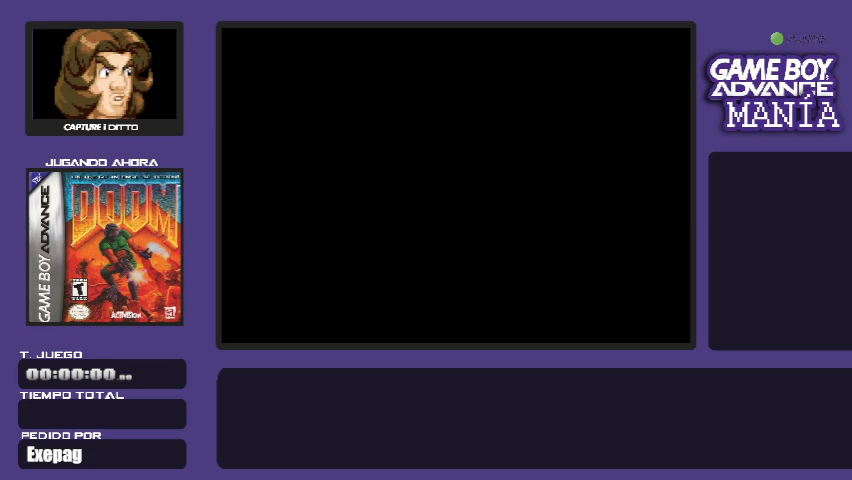 CAPTURE i DITTO
JUGANDO AHORA
GAME BOY ADVANCE
DOOM
TEEN
T
ACTIVISION
T. JUEGO
00:00:00
TIEMPO TOTAL
PEDIDO POR
Exepag
GAME BOY
ADVANCE
MANÍA